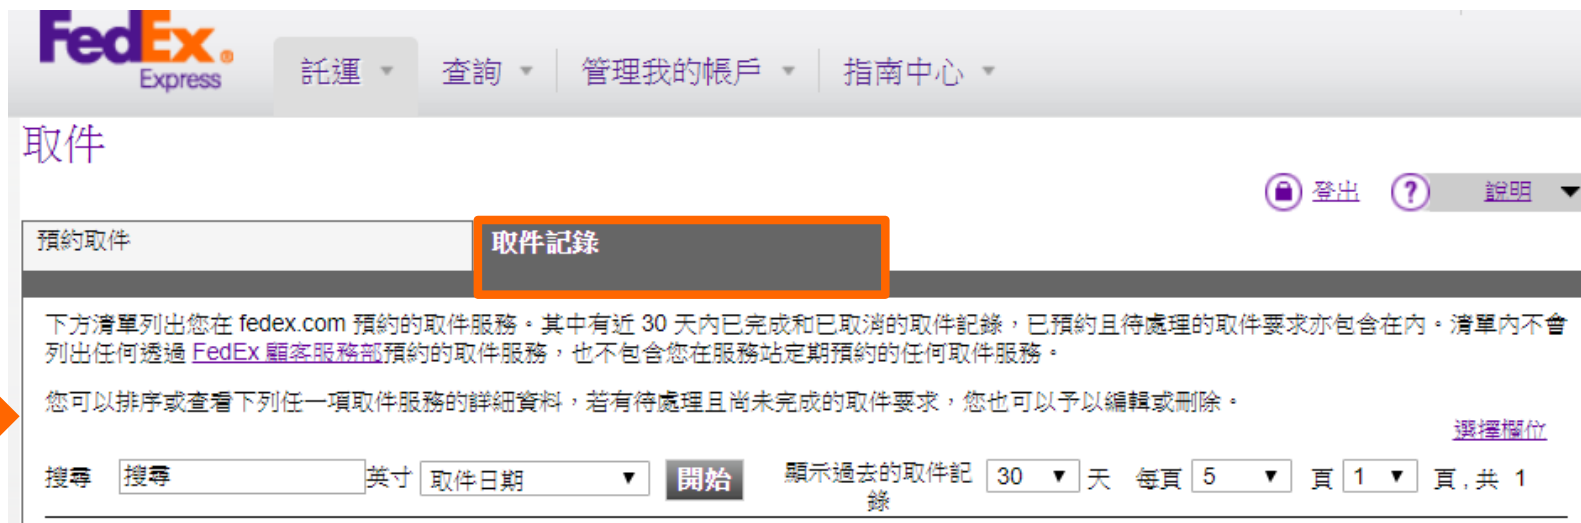 FedEx®
Express
託運 查詢 管理我的帳戶 指南中心
取件
登出 ? 說明
預約取件 取件記錄
下方清單列出您在 fedex.com 預約的取件服務。其中有近 30 天內已完成和已取消的取件記錄，已預約且待處理的取件要求亦包含在內。清單內不會
列出任何透過 FedEx 顧客服務部預約的取件服務，也不包含您在服務站定期預約的任何取件服務。
您可以排序或查看下列任一項取件服務的詳細資料，若有待處理且尚未完成的取件要求，您也可以予以編輯或刪除。
選擇欄位
搜尋 搜尋 英寸 取件日期 開始 顯示過去的取件記 30 天 每頁 5 頁 1 頁 , 共 1
錄